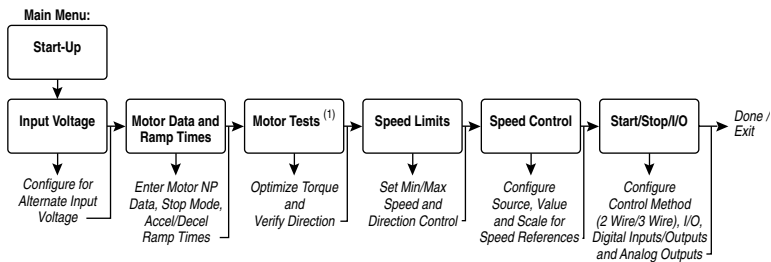 Main Menu:
Start-Up
Input Voltage
Configure for
Alternate Input
Voltage
Motor Data and
Ramp Times
Enter Motor NP
Data, Stop Mode,
Accel/Decel
Ramp Times
Motor Tests (1)
Optimize Torque
and
Verify Direction
Speed Limits
Set Min/Max
Speed and
Direction Control
Speed Control
Configure
Source, Value
and Scale for
Speed References
Start/Stop/I/O
Configure
Control Method
(2 Wire/3 Wire), I/O,
Digital Inputs/Outputs
and Analog Outputs
Done /
Exit